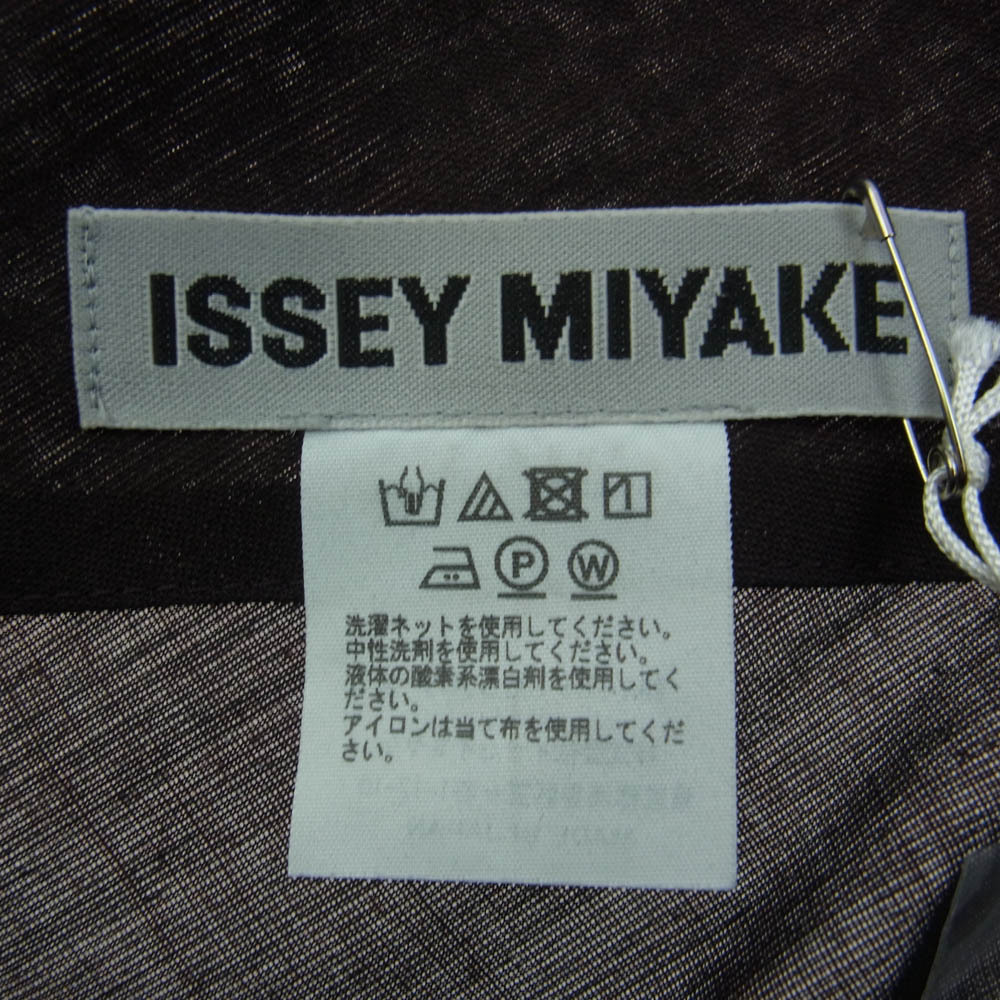 ISSEY MIYAKE
P W
洗濯ネットを使用してください。
中性洗剤を使用してください。
液体の酸素系漂白剤を使用してく
ださい。
アイロンは当て布を使用してくだ
さい。